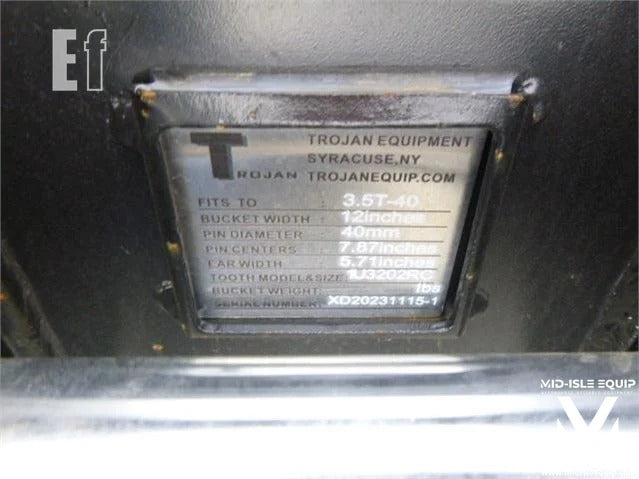 Ef
T TROJAN EQUIPMENT
SYRACUSE, NY
TROJAN TROJANEQUIP.COM
FITS TO : 3.5T-40
BUCKET WIDTH : 12inches
PIN DIAMETER : 40mm
PIN CENTERS : 7.87inches
EAR WIDTH : 5.71inches
TOOTH MODEL&SIZE: 1U3202RC
BUCKET WEIGHT: lbs
SERIAL NUMBER: XD20231115-1
MID-ISLE EQUIP